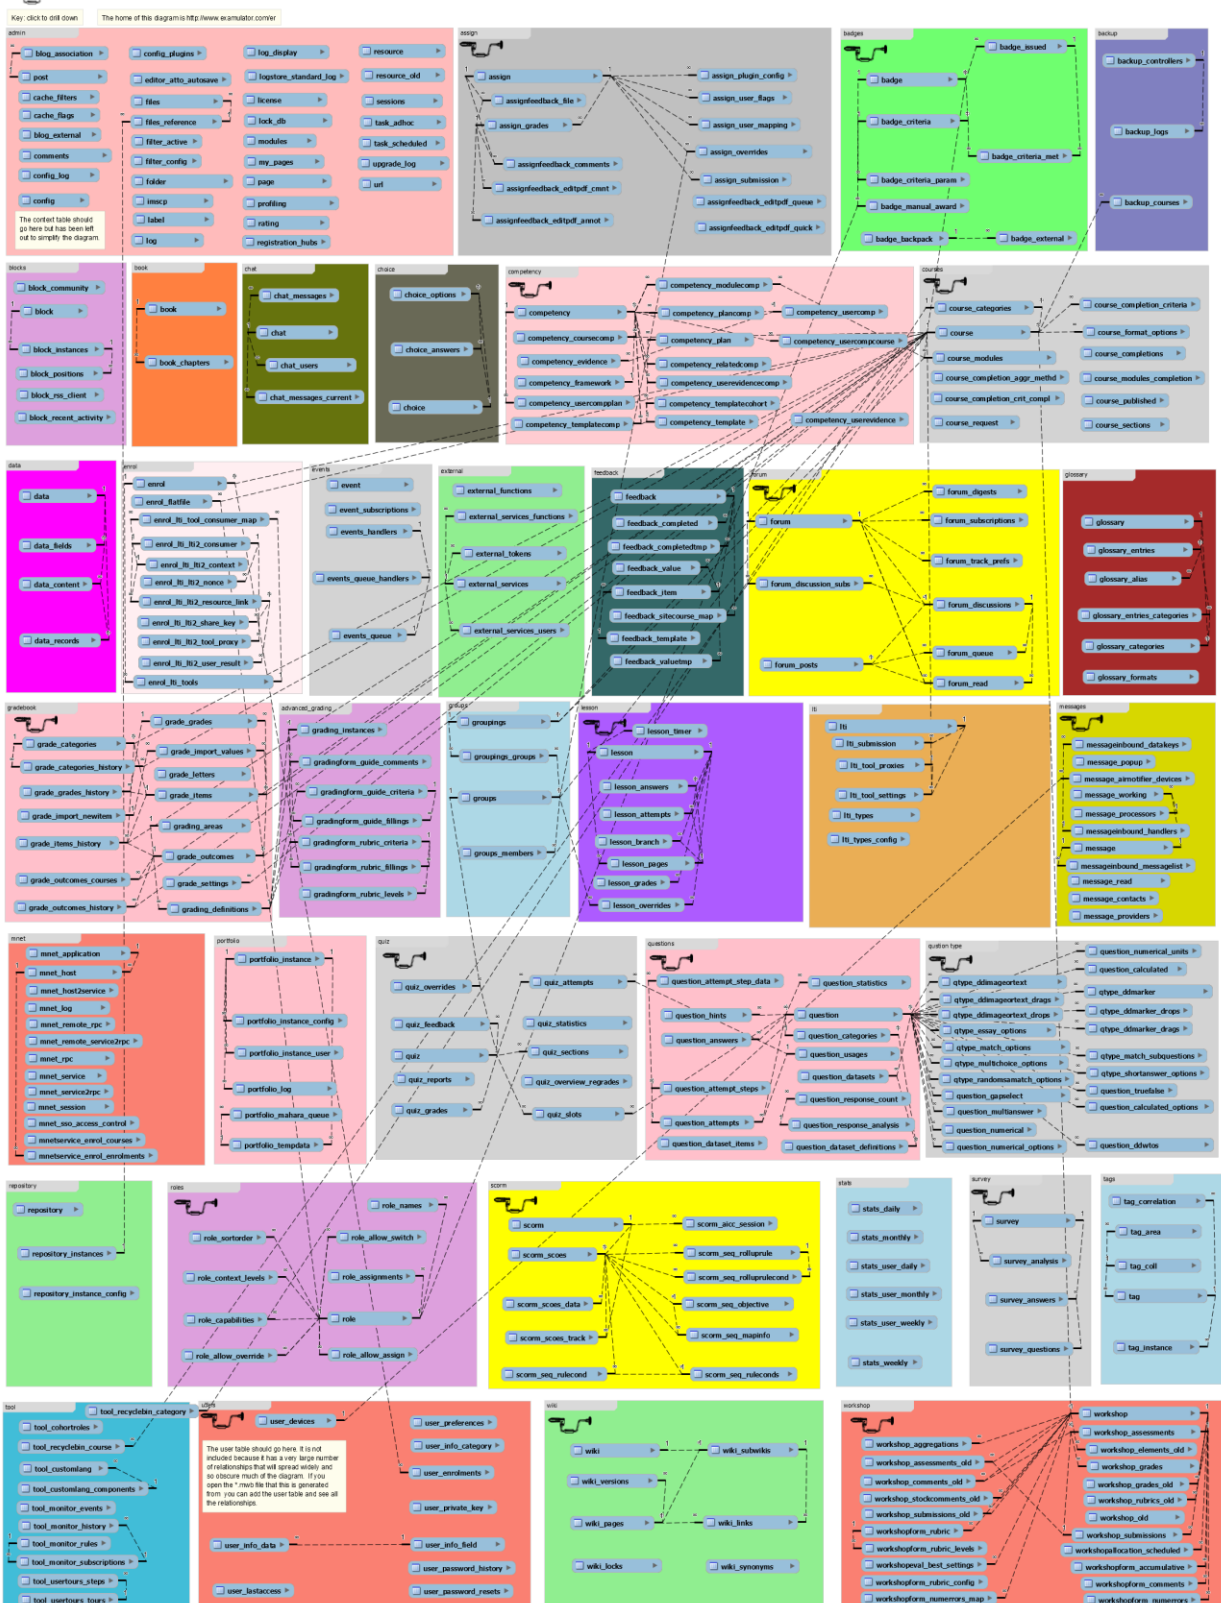 Key: click to drill down
The home of this diagram is http://www.examulator.com/er
admin
blog_association
config_plugins
log_display
resource
post
editor_atto_autosave
logstore_standard_log
resource_old
cache_filters
files
license
sessions
cache_flags
files_reference
lock_db
task_adhoc
blog_external
filter_active
modules
task_scheduled
comments
filter_config
my_pages
upgrade_log
config_log
folder
page
url
config
imscp
profiling
label
rating
log
registration_hubs
The context table should
go here but has been left
out to simplify the diagram.
assign
assign
assign_plugin_config
assignfeedback_file
assign_user_flags
assign_grades
assign_user_mapping
assign_overrides
assignfeedback_comments
assign_submission
assignfeedback_editpdf_cmnt
assignfeedback_editpdf_queue
assignfeedback_editpdf_annot
assignfeedback_editpdf_quick
badges
badge_issued
badge
badge_criteria
badge_criteria_met
badge_criteria_param
badge_manual_award
badge_backpack
badge_external
backup
backup_controllers
backup_logs
backup_courses
blocks
block_community
block
block_instances
block_positions
block_rss_client
block_recent_activity
book
book
book_chapters
chat
chat_messages
chat
chat_users
chat_messages_current
choice
choice_options
choice_answers
choice
competency
competency_modulecomp
competency
competency_plancomp
competency_usercomp
competency_coursecomp
competency_plan
competency_usercompcourse
competency_evidence
competency_relatedcomp
competency_framework
competency_userevidencecomp
competency_usercompplan
competency_templatecohort
competency_templatecomp
competency_template
competency_userevidence
courses
course_categories
course_completion_criteria
course
course_format_options
course_modules
course_completions
course_completion_aggr_methd
course_modules_completion
course_completion_crit_compl
course_published
course_request
course_sections
data
data
data_fields
data_content
data_records
enrol
enrol
enrol_flatfile
enrol_lti_tool_consumer_map
enrol_lti_lti2_consumer
enrol_lti_lti2_context
enrol_lti_lti2_nonce
enrol_lti_lti2_resource_link
enrol_lti_lti2_share_key
enrol_lti_lti2_tool_proxy
enrol_lti_lti2_user_result
enrol_lti_tools
events
event
event_subscriptions
events_handlers
events_queue_handlers
events_queue
external
external_functions
external_services_functions
external_tokens
external_services
external_services_users
feedback
feedback
feedback_completed
feedback_completedtmp
feedback_value
feedback_item
feedback_sitecourse_map
feedback_template
feedback_valuetmp
forum
forum_digests
forum
forum_subscriptions
forum_track_prefs
forum_discussion_subs
forum_discussions
forum_queue
forum_posts
forum_read
glossary
glossary
glossary_entries
glossary_alias
glossary_entries_categories
glossary_categories
glossary_formats
gradebook
grade_grades
grade_categories
grade_import_values
grade_categories_history
grade_letters
grade_grades_history
grade_items
grade_import_newitem
grading_areas
grade_items_history
grade_outcomes
grade_outcomes_courses
grade_settings
grade_outcomes_history
grading_definitions
advanced_grading
grading_instances
gradingform_guide_comments
gradingform_guide_criteria
gradingform_guide_fillings
gradingform_rubric_criteria
gradingform_rubric_fillings
gradingform_rubric_levels
groups
groupings
groupings_groups
groups
groups_members
lesson
lesson_timer
lesson
lesson_answers
lesson_attempts
lesson_branch
lesson_pages
lesson_grades
lesson_overrides
lti
lti
lti_submission
lti_tool_proxies
lti_tool_settings
lti_types
lti_types_config
messages
messageinbound_datakeys
message_popup
message_airnotifier_devices
message_working
message_processors
messageinbound_handlers
message
messageinbound_messagelist
message_read
message_contacts
message_providers
mnet
mnet_application
mnet_host
mnet_host2service
mnet_log
mnet_remote_rpc
mnet_remote_service2rpc
mnet_rpc
mnet_service
mnet_service2rpc
mnet_session
mnet_sso_access_control
mnetservice_enrol_courses
mnetservice_enrol_enrolments
portfolio
portfolio_instance
portfolio_instance_config
portfolio_instance_user
portfolio_log
portfolio_mahara_queue
portfolio_tempdata
quiz
quiz_overrides
quiz_attempts
quiz_feedback
quiz_statistics
quiz
quiz_sections
quiz_reports
quiz_overview_regrades
quiz_grades
quiz_slots
questions
question_attempt_step_data
question_statistics
question_hints
question
question_answers
question_categories
question_usages
question_datasets
question_attempt_steps
question_response_count
question_attempts
question_response_analysis
question_dataset_items
question_dataset_definitions
quetion type
question_numerical_units
question_calculated
qtype_ddimageortext
qtype_ddmarker
qtype_ddimageortext_drags
qtype_ddmarker_drops
qtype_ddimageortext_drops
qtype_ddmarker_drags
qtype_essay_options
qtype_match_options
qtype_match_subquestions
qtype_multichoice_options
qtype_shortanswer_options
qtype_randomsamatch_options
question_truefalse
question_gapselect
question_calculated_options
question_multianswer
question_numerical
question_numerical_options
question_ddwtos
repository
repository
repository_instances
repository_instance_config
roles
role_names
role_sortorder
role_allow_switch
role_context_levels
role_assignments
role_capabilities
role
role_allow_override
role_allow_assign
scorm
scorm
scorm_aicc_session
scorm_scoes
scorm_seq_rolluprule
scorm_seq_rolluprulecond
scorm_scoes_data
scorm_seq_objective
scorm_scoes_track
scorm_seq_mapinfo
scorm_seq_rulecond
scorm_seq_ruleconds
stats
stats_daily
stats_monthly
stats_user_daily
stats_user_monthly
stats_user_weekly
stats_weekly
survey
survey
survey_analysis
survey_answers
survey_questions
tags
tag_correlation
tag_area
tag_coll
tag
tag_instance
tool
tool_recyclebin_category
tool_cohortroles
tool_recyclebin_course
tool_customlang
tool_customlang_components
tool_monitor_events
tool_monitor_history
tool_monitor_rules
tool_monitor_subscriptions
tool_usertours_steps
tool_usertours_tours
users
user_devices
user_preferences
user_info_category
The user table should go here. It is not
included because it has a very large number
of relationships that will spread widely and
so obscure much of the diagram. If you
open the *.mwb file that this is generated
from you can add the user table and see all
the relationships.
user_enrolments
user_private_key
user_info_data
user_info_field
user_password_history
user_lastaccess
user_password_resets
wiki
wiki
wiki_subwikis
wiki_versions
wiki_pages
wiki_links
wiki_locks
wiki_synonyms
workshop
workshop
workshop_aggregations
workshop_assessments
workshop_assessments_old
workshop_elements_old
workshop_comments_old
workshop_grades
workshop_stockcomments_old
workshop_grades_old
workshop_submissions_old
workshop_rubrics_old
workshopform_rubric
workshop_old
workshopform_rubric_levels
workshop_submissions
workshopeval_best_settings
workshopallocation_scheduled
workshopform_rubric_config
workshopform_accumulative
workshopform_numerrors_map
workshopform_comments
workshopform_numerrors